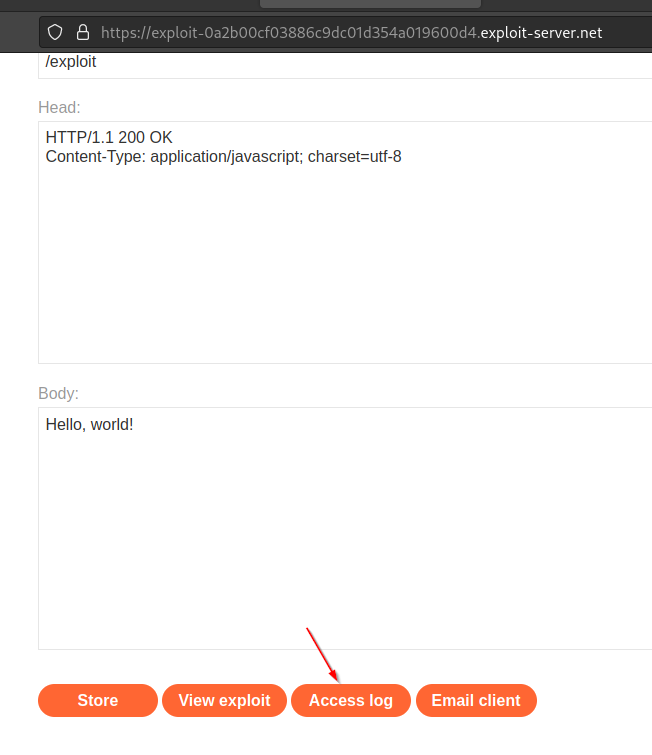 https://exploit-0a2b00cf03886c9dc01d354a019600d4.exploit-server.net
/exploit
Head:
HTTP/1.1 200 OK
Content-Type: application/javascript; charset=utf-8
Body:
Hello, world!
Store View exploit Access log Email client